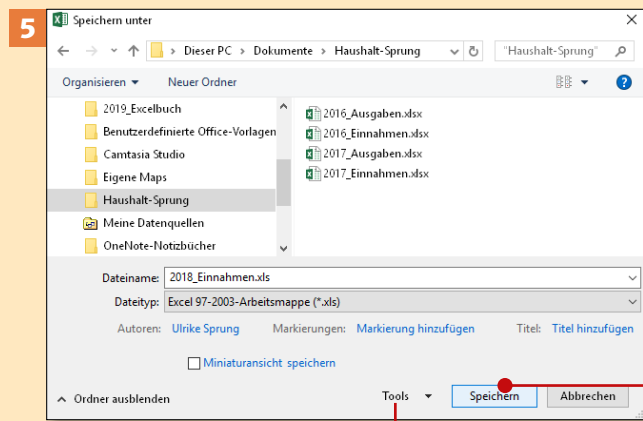 5
Speichern unter
Dieser PC > Dokumente > Haushalt-Sprung
"Haushalt-Sprung"
Organisieren
Neuer Ordner
?
2019_Excelbuch
Benutzerdefinierte Office-Vorlagen
Camtasia Studio
Eigene Maps
Haushalt-Sprung
Meine Datenquellen
OneNote-Notizbücher
2016_Ausgaben.xlsx
2016_Einnahmen.xlsx
2017_Ausgaben.xlsx
2017_Einnahmen.xlsx
Dateiname: 2018_Einnahmen.xls
Dateityp: Excel 97-2003-Arbeitsmappe (*.xls)
Autoren: Ulrike Sprung Markierungen: Markierung hinzufügen Titel: Titel hinzufügen
Miniaturansicht speichern
Ordner ausblenden Tools Speichern Abbrechen